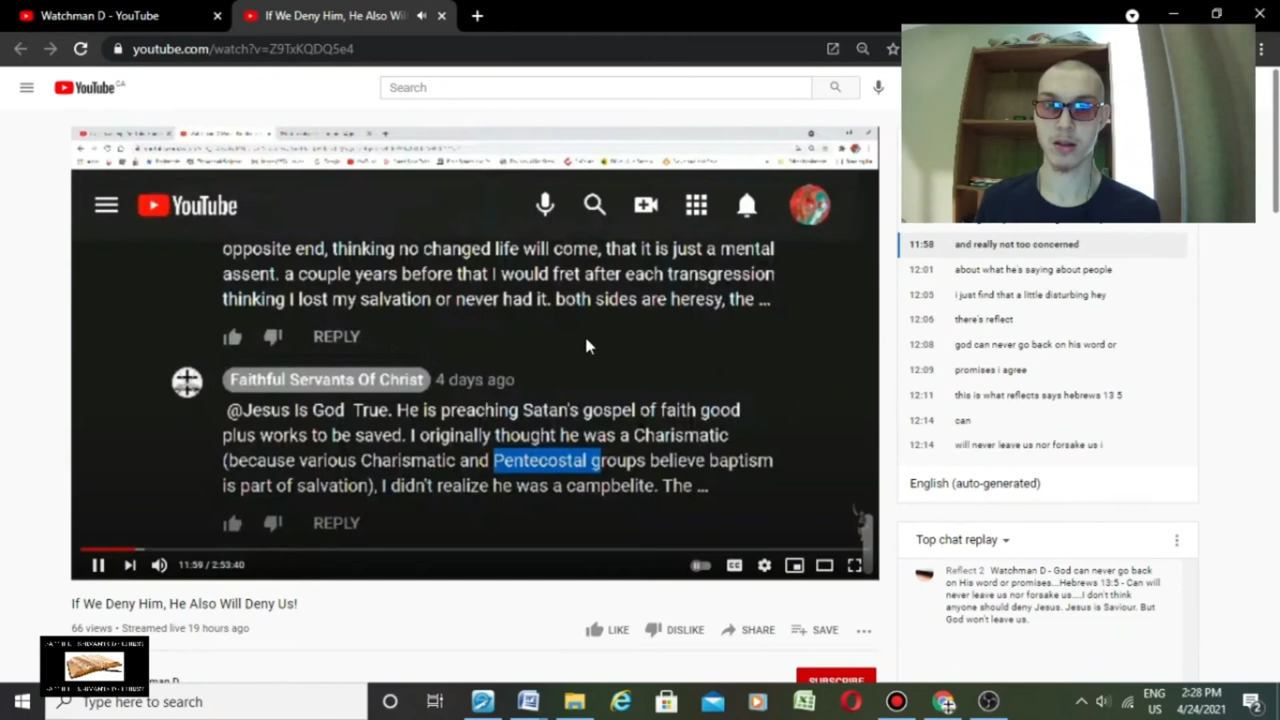 Watchman D - YouTube
If We Deny Him, He Also Wil
youtube.com/watch?v=Z9TxKQDQ5e4
YouTube CA
Search
YouTube
opposite end, thinking no changed life will come, that it is just a mental
assent. a couple years before that I would fret after each transgression
thinking I lost my salvation or never had it. both sides are heresy, the ...
REPLY
Faithful Servants Of Christ 4 days ago
@Jesus Is God True. He is preaching Satan's gospel of faith good
plus works to be saved. I originally thought he was a Charismatic
(because various Charismatic and Pentecostal groups believe baptism
is part of salvation), I didn't realize he was a campbelite. The ...
REPLY
11:59 / 2:53:40
CC
If We Deny Him, He Also Will Deny Us!
66 views • Streamed live 19 hours ago
LIKE DISLIKE SHARE SAVE
SUBSCRIBE
11:58 and really not too concerned
12:01 about what he's saying about people
12:05 i just find that a little disturbing hey
12:06 there's reflect
12:08 god can never go back on his word or
12:09 promises i agree
12:11 this is what reflects says hebrews 13 5
12:14 can
12:14 will never leave us nor forsake us i
English (auto-generated)
Top chat replay
Reflect 2 Watchman D - God can never go back
on His word or promises...Hebrews 13:5 - Can will
never leave us nor forsake us....I don't think
anyone should deny Jesus. Jesus is Saviour. But
God won't leave us.
Type here to search
ENG
US
2:28 PM
4/24/2021
2